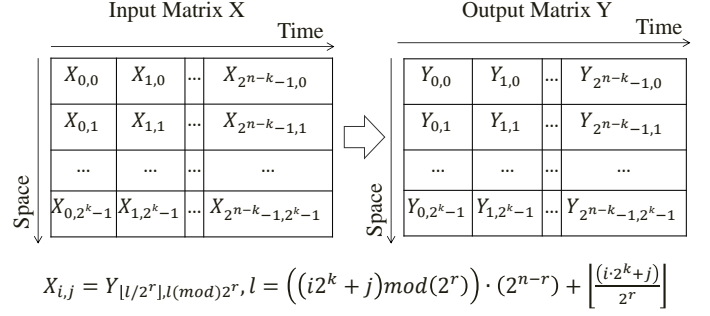 Input Matrix X Output Matrix Y
Time Time
X_{0,0} X_{1,0} ... X_{2^{n-k}-1,0} Y_{0,0} Y_{1,0} ... Y_{2^{n-k}-1,0}
X_{0,1} X_{1,1} ... X_{2^{n-k}-1,1} Y_{0,1} Y_{1,1} ... Y_{2^{n-k}-1,1}
... ... ... ... ... ...
Space X_{0,2^k-1} X_{1,2^k-1} ... X_{2^{n-k}-1,2^k-1} Space Y_{0,2^k-1} Y_{1,2^k-1} ... Y_{2^{n-k}-1,2^k-1}
X_{i,j} = Y_{⌊l/2^r⌋,l(mod)2^r}, l = ((i2^k + j)mod(2^r)) · (2^{n-r}) + ⌊\frac{(i·2^k+j)}{2^r}⌋